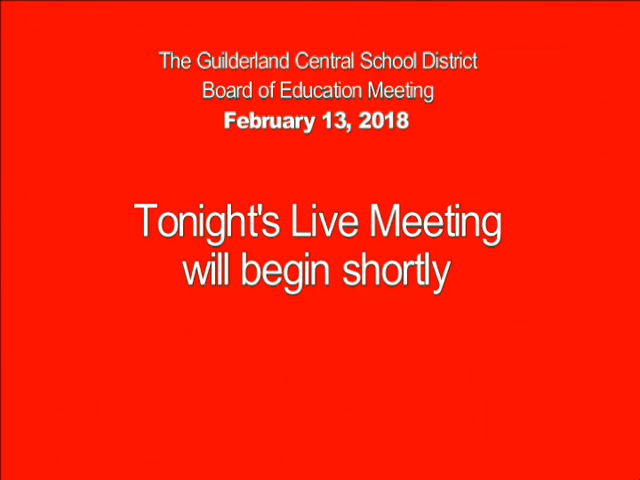 The Guilderland Central School District
Board of Education Meeting
February 13, 2018
Tonight's Live Meeting
will begin shortly